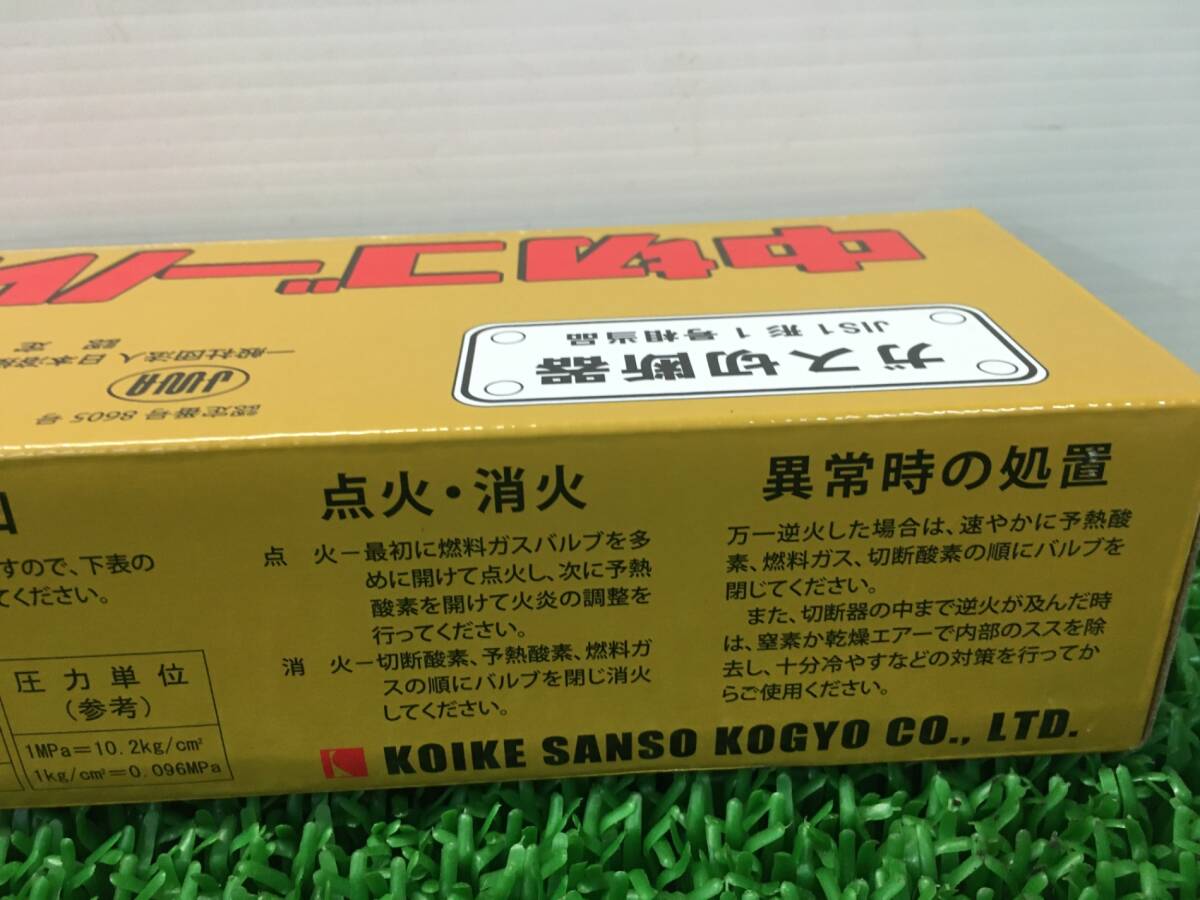 中切ゴール
ガス切断器
JIS1形1号相当品
認定番号8605号
JWA
一般社団法人日本溶接
認定
すので、下表の
てください。
圧力単位
(参考)
1MPa=10.2kg/cm²
1kg/cm²=0.096MPa
点火・消火
点 火－最初に燃料ガスバルブを多
めに開けて点火し、次に予熱
酸素を開けて火炎の調整を
行ってください。
消 火－切断酸素、予熱酸素、燃料ガ
スの順にバルブを閉じ消火
してください。
異常時の処置
万一逆火した場合は、速やかに予熱酸
素、燃料ガス、切断酸素の順にバルブを
閉じてください。
また、切断器の中まで逆火が及んだ時
は、窒素か乾燥エアーで内部のススを除
去し、十分冷やすなどの対策を行ってか
らご使用ください。
KOIKE SANSO KOGYO CO., LTD.